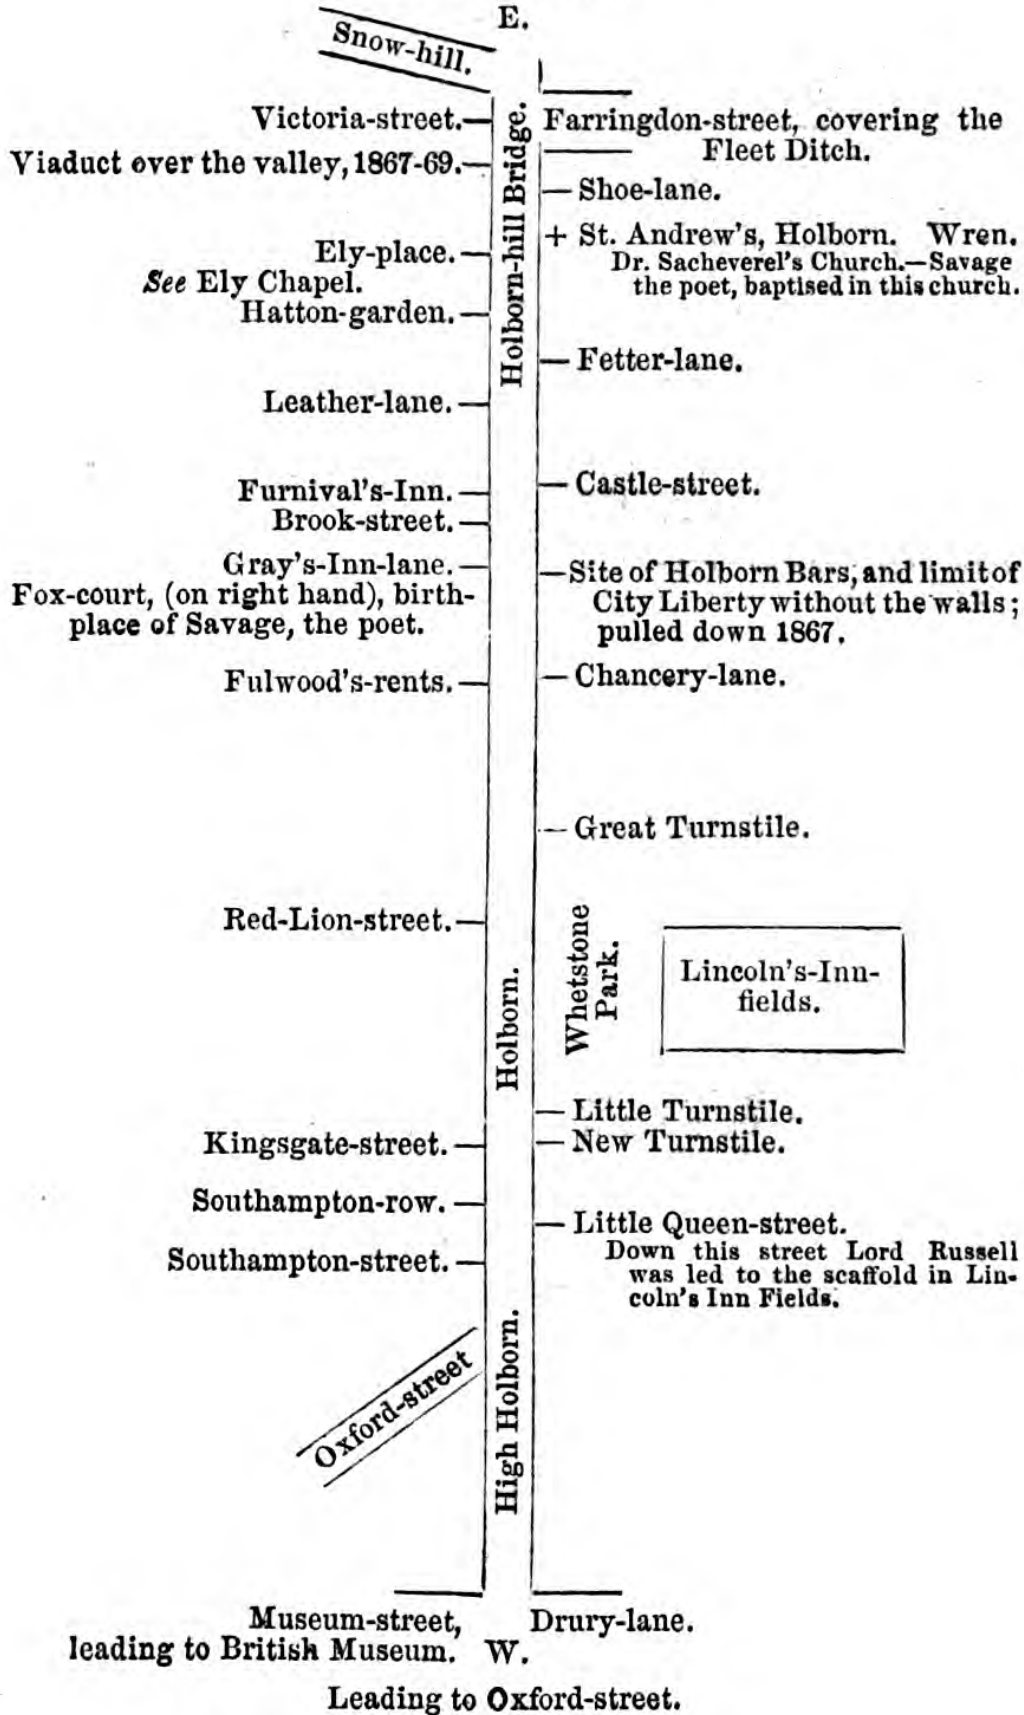 E.
Snow-hill.
Victoria-street.
Farringdon-street, covering the
Fleet Ditch.
Viaduct over the valley, 1867-69.
Holborn-hill Bridge.
Shoe-lane.
+ St. Andrew's, Holborn. Wren.
Dr. Sacheverel's Church.—Savage
the poet, baptised in this church.
Ely-place.
See Ely Chapel.
Hatton-garden.
Fetter-lane.
Leather-lane.
Castle-street.
Furnival's-Inn.
Brook-street.
Gray's-Inn-lane.
Fox-court, (on right hand), birth-
place of Savage, the poet.
Site of Holborn Bars, and limit of
City Liberty without the walls;
pulled down 1867.
Fulwood's-rents.
Chancery-lane.
Great Turnstile.
Red-Lion-street.
Whetstone
Park.
Lincoln's-Inn-
fields.
Holborn.
Little Turnstile.
Kingsgate-street.
New Turnstile.
Southampton-row.
Little Queen-street.
Down this street Lord Russell
was led to the scaffold in Lin-
coln's Inn Fields.
Southampton-street.
Oxford-street
High Holborn.
Museum-street,
leading to British Museum.
Drury-lane.
W.
Leading to Oxford-street.